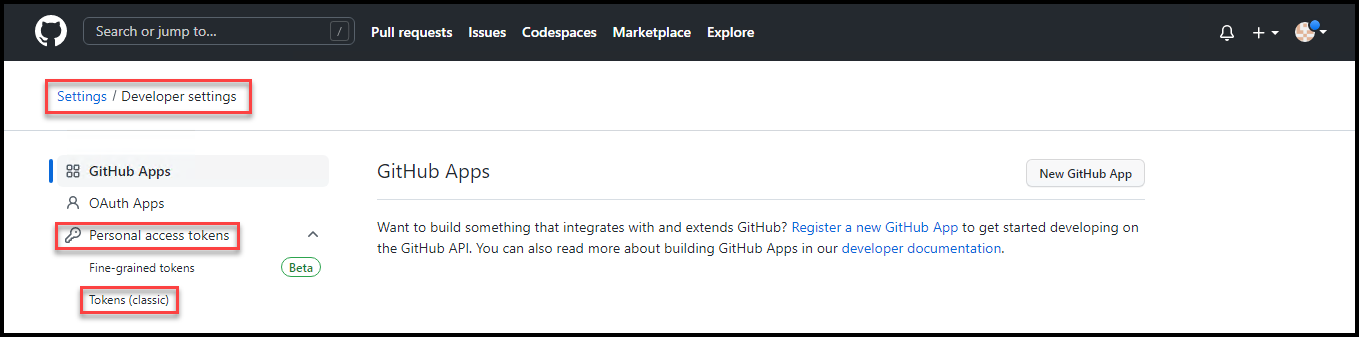 Search or jump to... /
Pull requests Issues Codespaces Marketplace Explore
Settings / Developer settings
GitHub Apps
OAuth Apps
Personal access tokens
Fine-grained tokens Beta
Tokens (classic)
GitHub Apps
New GitHub App
Want to build something that integrates with and extends GitHub? Register a new GitHub App to get started developing on
the GitHub API. You can also read more about building GitHub Apps in our developer documentation.